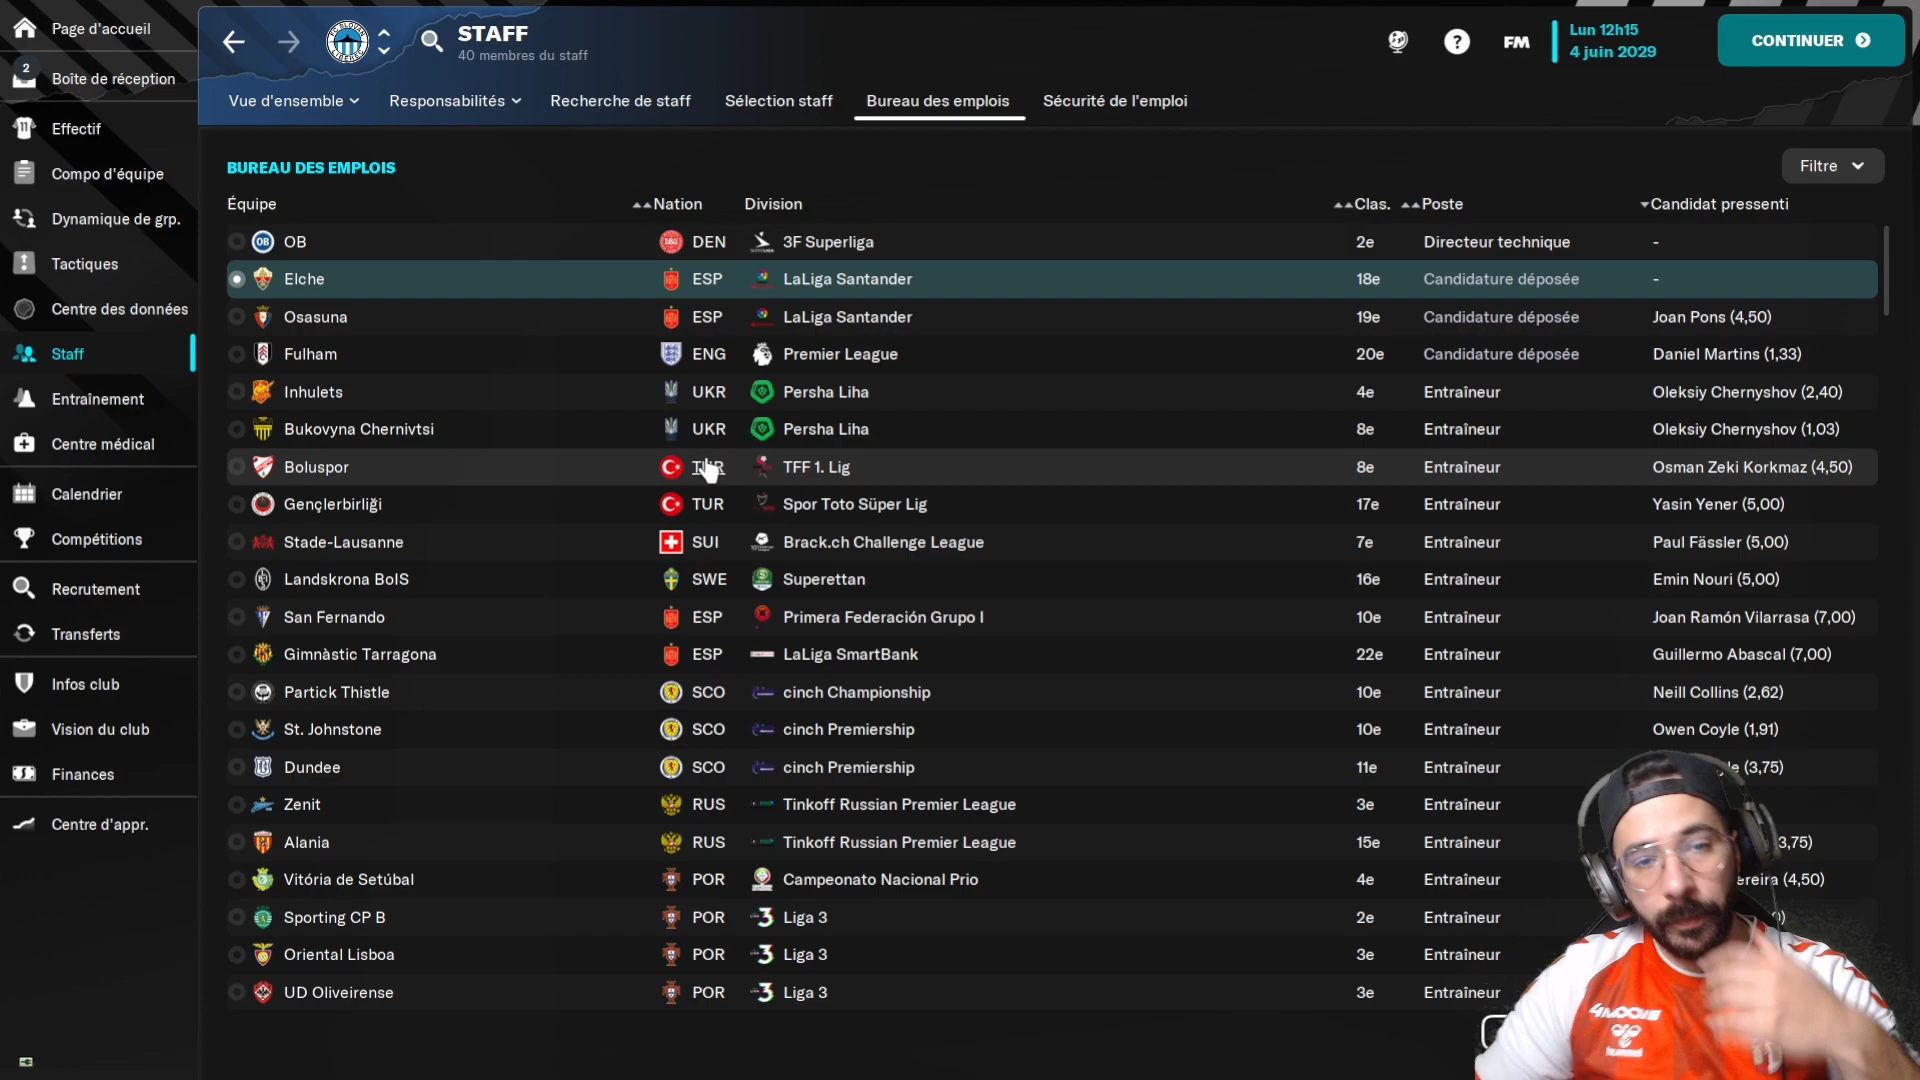 Page d'accueil
2
Boîte de réception
Effectif
Compo d'équipe
Dynamique de grp.
Tactiques
Centre des données
Staff
Entraînement
Centre médical
Calendrier
Compétitions
Recrutement
Transferts
Infos club
Vision du club
Finances
Centre d'appr.
STAFF
40 membres du staff
FM
Lun 12h15
4 juin 2029
CONTINUER
Vue d'ensemble Responsabilités Recherche de staff Sélection staff Bureau des emplois Sécurité de l'emploi
BUREAU DES EMPLOIS
Filtre
Équipe Nation Division Clas. Poste Candidat pressenti
OB DEN 3F Superliga 2e Directeur technique -
Elche ESP LaLiga Santander 18e Candidature déposée -
Osasuna ESP LaLiga Santander 19e Candidature déposée Joan Pons (4,50)
Fulham ENG Premier League 20e Candidature déposée Daniel Martins (1,33)
Inhulets UKR Persha Liha 4e Entraîneur Oleksiy Chernyshov (2,40)
Bukovyna Chernivtsi UKR Persha Liha 8e Entraîneur Oleksiy Chernyshov (1,03)
Boluspor TUR TFF 1. Lig 8e Entraîneur Osman Zeki Korkmaz (4,50)
Gençlerbirliği TUR Spor Toto Süper Lig 17e Entraîneur Yasin Yener (5,00)
Stade-Lausanne SUI Brack.ch Challenge League 7e Entraîneur Paul Fässler (5,00)
Landskrona BoIS SWE Superettan 16e Entraîneur Emin Nouri (5,00)
San Fernando ESP Primera Federación Grupo I 10e Entraîneur Joan Ramón Vilarrasa (7,00)
Gimnàstic Tarragona ESP LaLiga SmartBank 22e Entraîneur Guillermo Abascal (7,00)
Partick Thistle SCO cinch Championship 10e Entraîneur Neill Collins (2,62)
St. Johnstone SCO cinch Premiership 10e Entraîneur Owen Coyle (1,91)
Dundee SCO cinch Premiership 11e Entraîneur (3,75)
Zenit RUS Tinkoff Russian Premier League 3e Entraîneur
Alania RUS Tinkoff Russian Premier League 15e Entraîneur 3,75)
Vitória de Setúbal POR Campeonato Nacional Prio 4e Entraîneur ereira (4,50)
Sporting CP B POR Liga 3 2e Entraîneur
Oriental Lisboa POR Liga 3 3e Entraîneur
UD Oliveirense POR Liga 3 3e Entraîneur
hummel